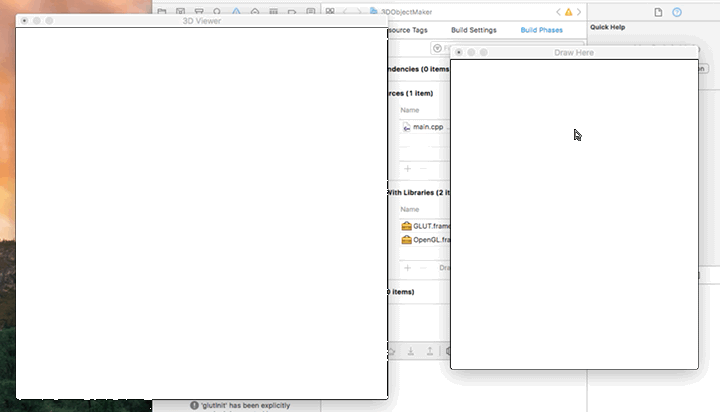 3D Viewer
3DObjectMaker
source Tags
Build Settings
Build Phases
Quick Help
Draw Here
ndencies (0 items)
rces (1 item)
Name
main.cpp
With Libraries (2 it
Name
GLUT.frame
OpenGL.fra
Dra
0 items)
'glutInit' has been explicitly